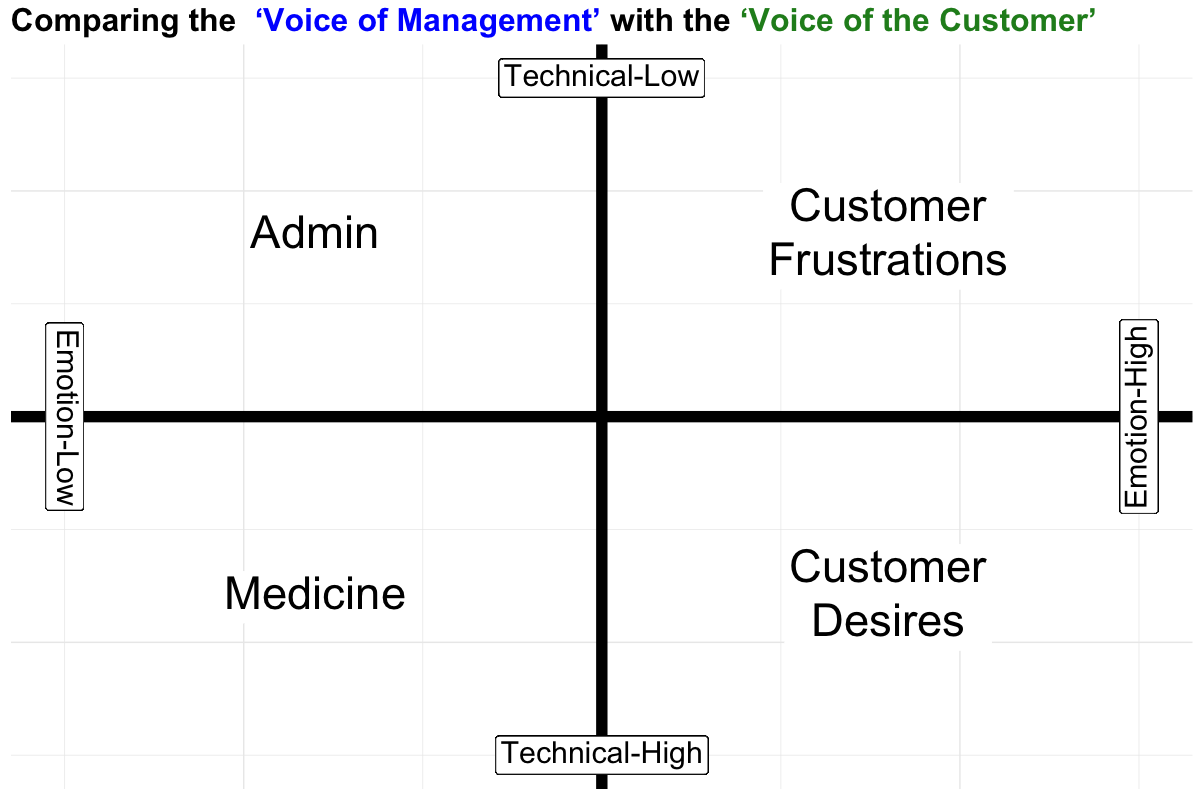 Comparing the ‘Voice of Management’ with the ‘Voice of the Customer’
Technical-Low
Admin
Customer
Frustrations
Emotion-Low
Emotion-High
Medicine
Customer
Desires
Technical-High